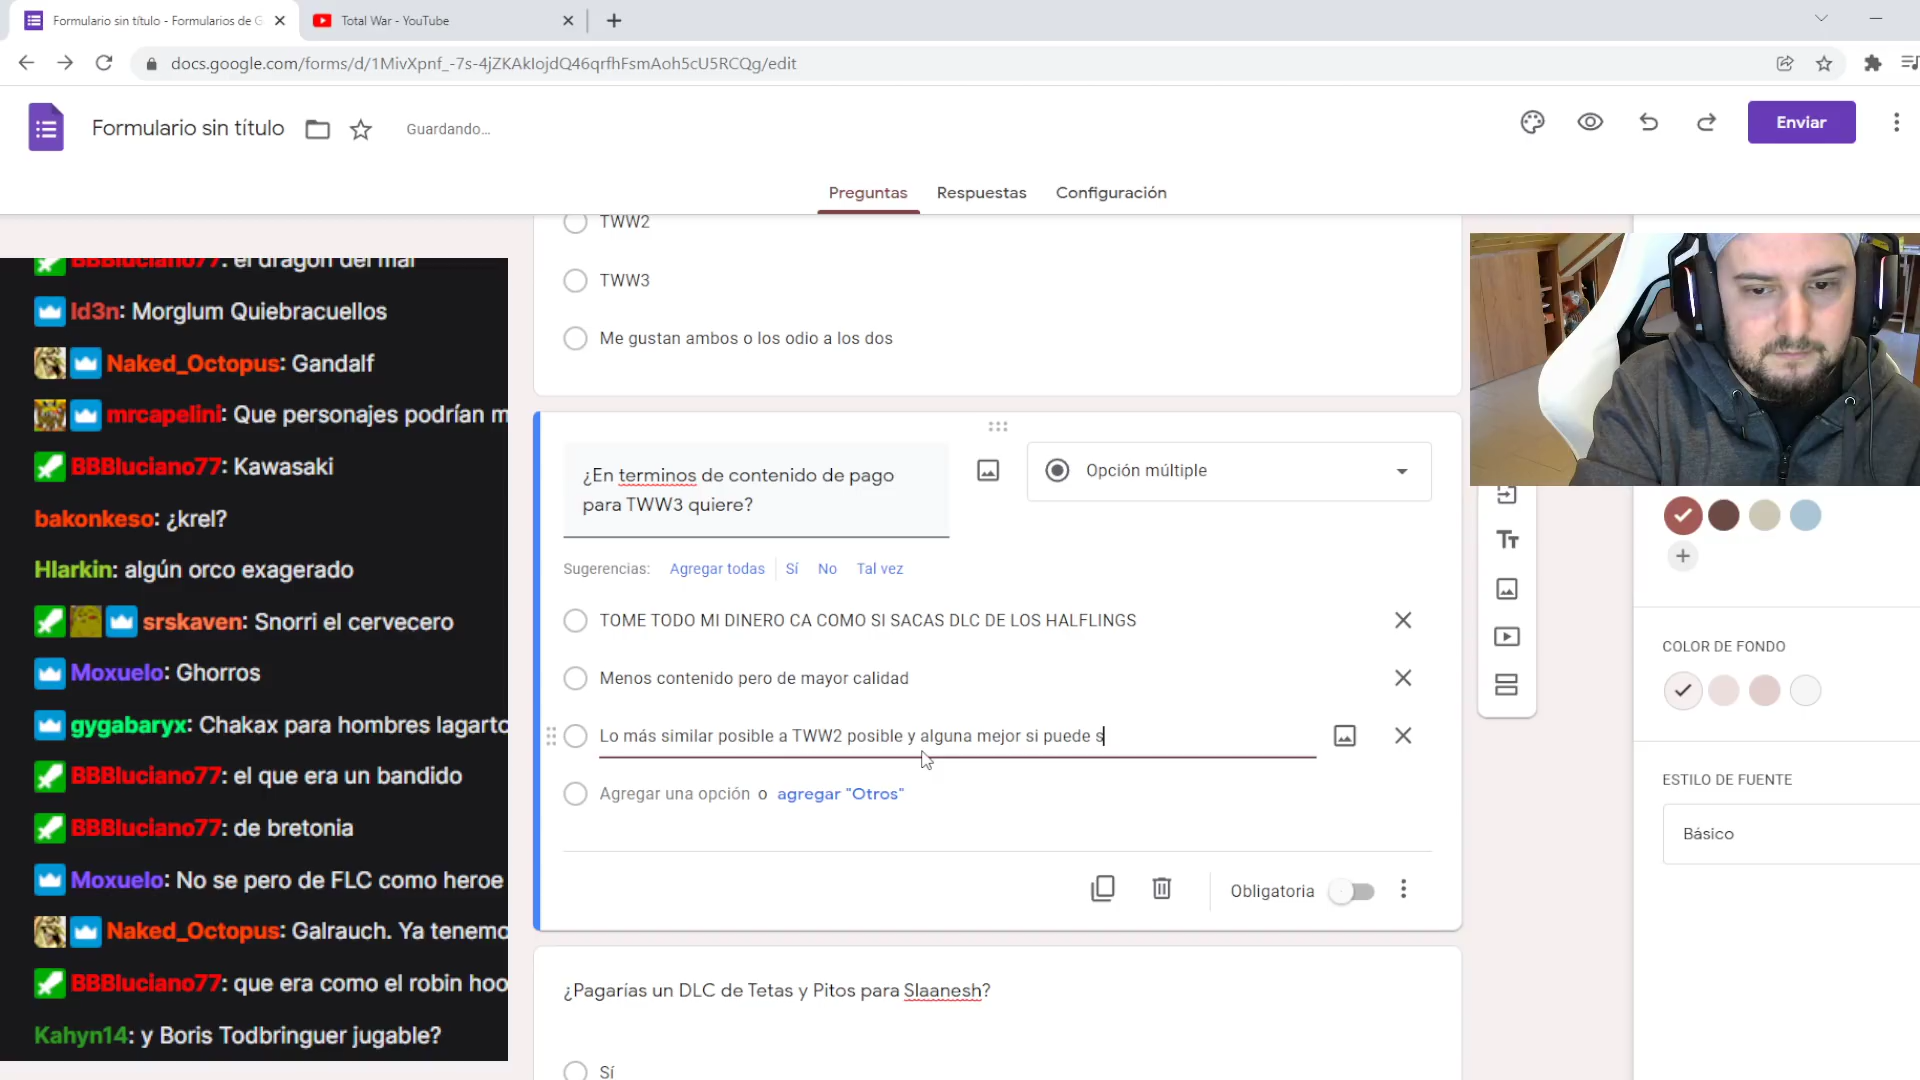 Formulario sin título - Formularios de G
Total War - YouTube
docs.google.com/forms/d/1MivXpnf_-7s-4jZKAkIojdQ46qrfhFsmAoh5cU5RCQg/edit
Formulario sin título
Guardando...
Enviar
Preguntas
Respuestas
Configuración
TWW2
TWW3
Me gustan ambos o los odio a los dos
¿En terminos de contenido de pago
para TWW3 quiere?
Opción múltiple
Sugerencias:
Agregar todas
Sí
No
Tal vez
TOME TODO MI DINERO CA COMO SI SACAS DLC DE LOS HALFLINGS
Menos contenido pero de mayor calidad
Lo más similar posible a TWW2 posible y alguna mejor si puede s
Agregar una opción o agregar "Otros"
Obligatoria
¿Pagarías un DLC de Tetas y Pitos para Slaanesh?
Sí
BBBluciano77: el dragon del mal
Id3n: Morglum Quiebracuellos
Naked_Octopus: Gandalf
mrcapelini: Que personajes podrían m
BBBluciano77: Kawasaki
bakonkeso: ¿krel?
Hlarkin: algún orco exagerado
srskaven: Snorri el cervecero
Moxuelo: Ghorros
gygabaryx: Chakax para hombres lagarto
BBBluciano77: el que era un bandido
BBBluciano77: de bretonia
Moxuelo: No se pero de FLC como heroe
Naked_Octopus: Galrauch. Ya tenemo
BBBluciano77: que era como el robin hoo
Kahyn14: y Boris Todbringuer jugable?
Tt
COLOR DE FONDO
ESTILO DE FUENTE
Básico